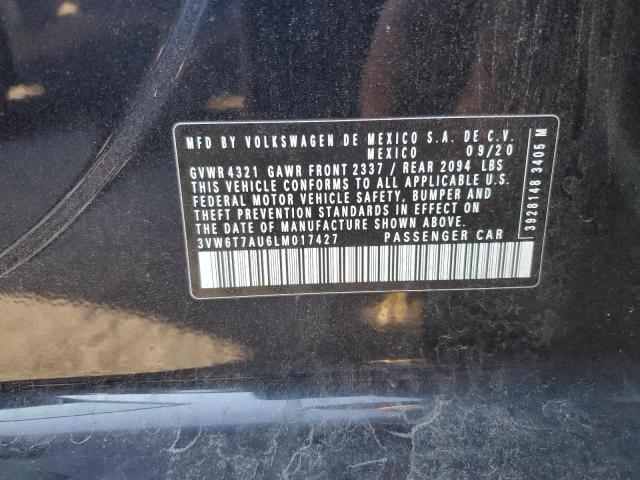 MFD BY VOLKSWAGEN DE MEXICO S.A. DE C.V.
MEXICO 09/20
GVWR 4321 GAWR FRONT 2337 / REAR 2094 LBS
THIS VEHICLE CONFORMS TO ALL APPLICABLE U.S.
FEDERAL MOTOR VEHICLE SAFETY, BUMPER AND
THEFT PREVENTION STANDARDS IN EFFECT ON
THE DATE OF MANUFACTURE SHOWN ABOVE.
3VW6T7AU6LM017427 PASSENGER CAR
3928148 3405 M